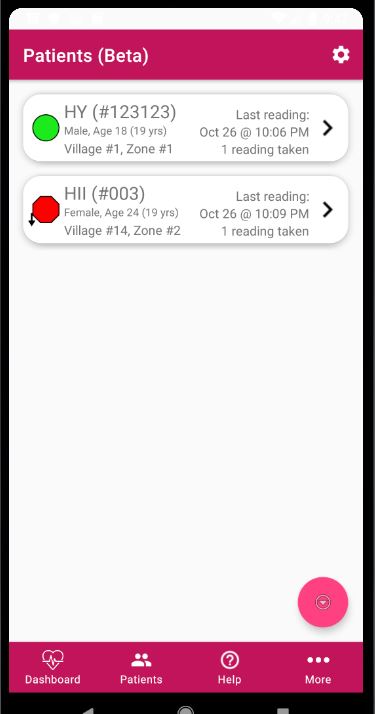 Patients (Beta)
HY (#123123)
Male, Age 18 (19 yrs)
Village #1, Zone #1
Last reading:
Oct 26 @ 10:06 PM
1 reading taken
HII (#003)
Female, Age 24 (19 yrs)
Village #14, Zone #2
Last reading:
Oct 26 @ 10:09 PM
1 reading taken
Dashboard
Patients
Help
More